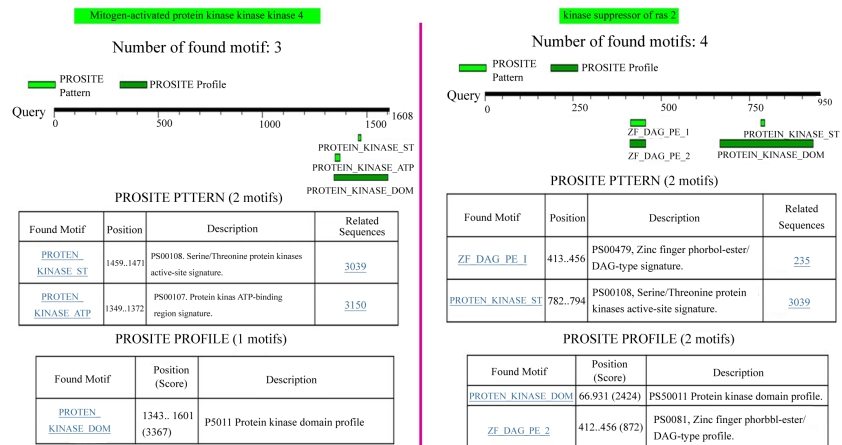 Mitogen-activated protein kinase kinase kinase 4
Number of found motif: 3
PROSITE
Pattern
PROSITE Profile
Query
0
500
1000
1500
1608
PROTEIN_KINASE_ST
PROTEIN_KINASE_ATP
PROTEIN_KINASE_DOM
PROSITE PTTERN (2 motifs)
Found Motif Position Description Related
Sequences
PROTEN_
KINASE_ST 1459..1471 PS00108. Serine/Threonine protein kinases
active-site signature. 3039
PROTEN_
KINASE_ATP 1349..1372 PS00107. Protein kinas ATP-binding
region signature. 3150
PROSITE PROFILE (1 motifs)
Found Motif Position
(Score) Description
PROTEN_
KINASE_DOM 1343.. 1601
(3367) P5011 Protein kinase domain profile
kinase suppressor of ras 2
Number of found motifs: 4
PROSITE
Pattern
PROSITE Profile
Query
0
250
500
750
950
ZF_DAG_PE_1
PROTEIN_KINASE_ST
ZF_DAG_PE_2
PROTEIN_KINASE_DOM
PROSITE PTTERN (2 motifs)
Found Motif Position Description Related
Sequences
ZF_DAG_PE_I 413..456 PS00479, Zinc finger phorbol-ester/
DAG-type signature. 235
PROTEN_KINASE_ST 782..794 PS00108, Serine/Threonine protein
kinases active-site signature. 3039
PROSITE PROFILE (2 motifs)
Found Motif Position
(Score) Description
PROTEN_KINASE_DOM 66.931 (2424) PS50011 Protein kinase domain profile.
ZF_DAG_PE_2 412..456 (872) PS0081, Zinc finger phorbbl-ester/
DAG-type profile.